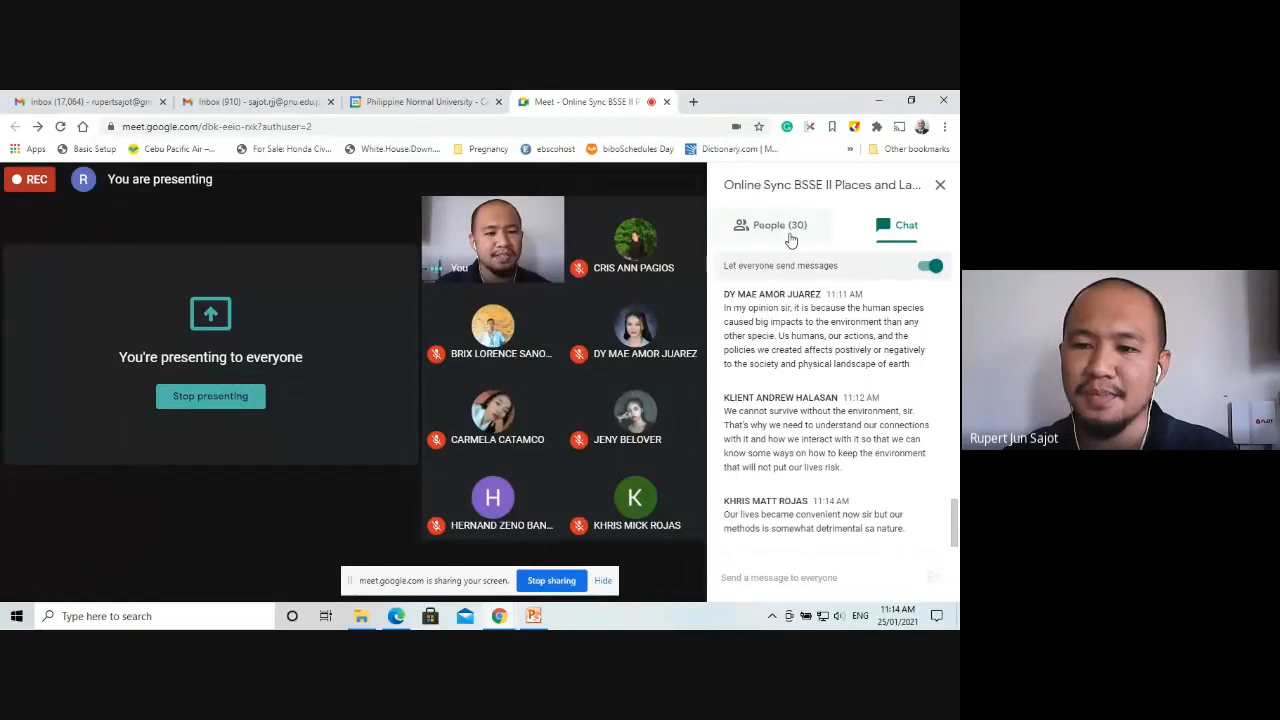 Inbox (17,064) - rupertsajot@gm
Inbox (910) - sajot.rjj@pnu.edu.p
Philippine Normal University - Ca
Meet - Online Sync BSSE II P
meet.google.com/dbk-eeio-rxk?authuser=2
Apps
Basic Setup
Cebu Pacific Air –...
For Sale: Honda Civ...
White.House.Down....
Pregnancy
ebscohost
biboSchedules Day
Dictionary.com | M...
»
Other bookmarks
REC
R
You are presenting
Online Sync BSSE II Places and La...
People (30)
Chat
Let everyone send messages
You
CRIS ANN PAGIOS
BRIX LORENCE SANO...
DY MAE AMOR JUAREZ
CARMELA CATAMCO
JENY BELOVER
H
HERNAND ZENO BAN...
K
KHRIS MICK ROJAS
You're presenting to everyone
Stop presenting
DY MAE AMOR JUAREZ 11:11 AM
In my opinion sir, it is because the human species
caused big impacts to the environment than any
other specie. Us humans, our actions, and the
policies we created affects postively or negatively
to the society and physical landscape of earth
KLIENT ANDREW HALASAN 11:12 AM
We cannot survive without the environment, sir.
That's why we need to understand our connections
with it and how we interact with it so that we can
know some ways on how to keep the environment
that will not put our lives risk.
KHRIS MATT ROJAS 11:14 AM
Our lives became convenient now sir but our
methods is somewhat detrimental sa nature.
Send a message to everyone
meet.google.com is sharing your screen.
Stop sharing
Hide
Type here to search
ENG
11:14 AM
25/01/2021
Rupert Jun Sajot
PLDT